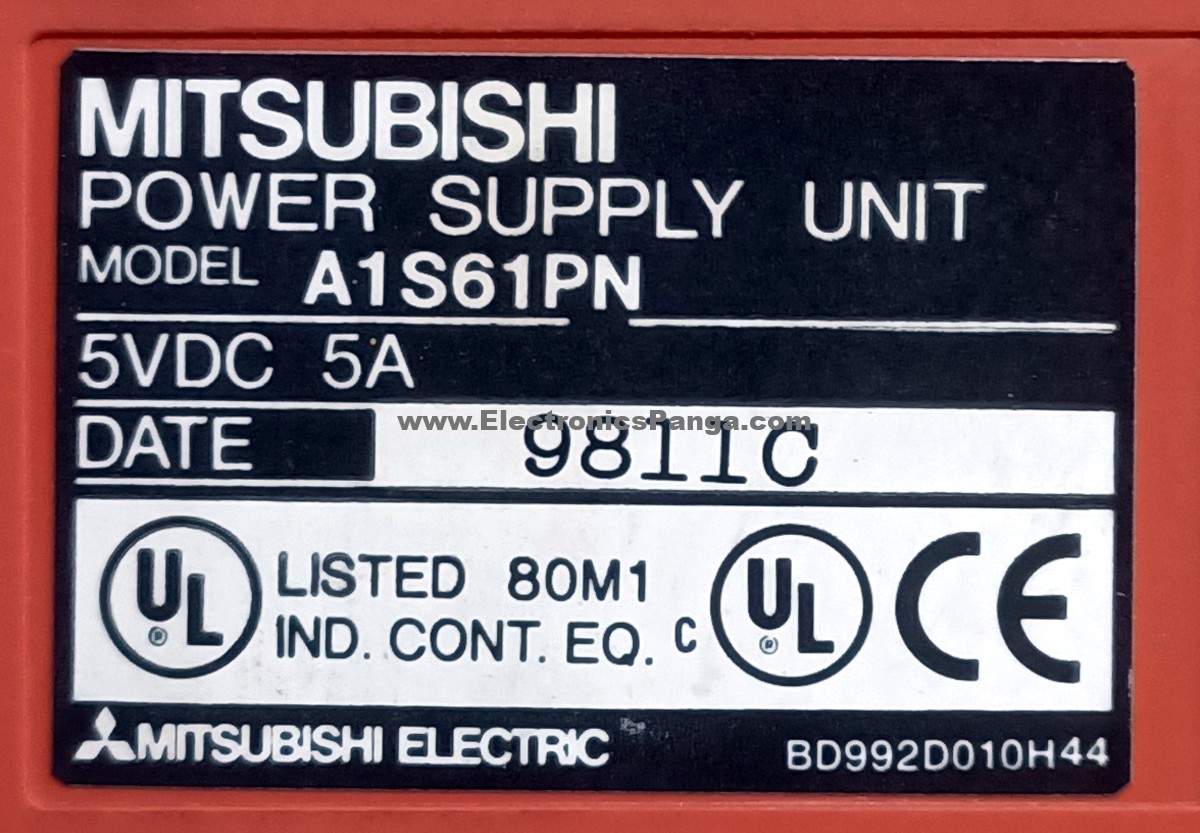 MITSUBISHI
POWER SUPPLY UNIT
MODEL A1S61PN
5VDC 5A
www.ElectronicsPanga.com
DATE 9811C
UL LISTED 80M1
IND. CONT. EQ. C UL CE
MITSUBISHI ELECTRIC BD992D010H44